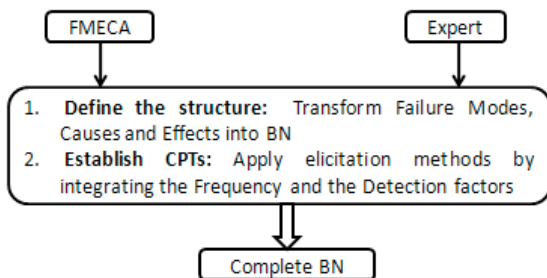 FMECA
Expert
1. Define the structure: Transform Failure Modes,
Causes and Effects into BN
2. Establish CPTs: Apply elicitation methods by
integrating the Frequency and the Detection factors
Complete BN